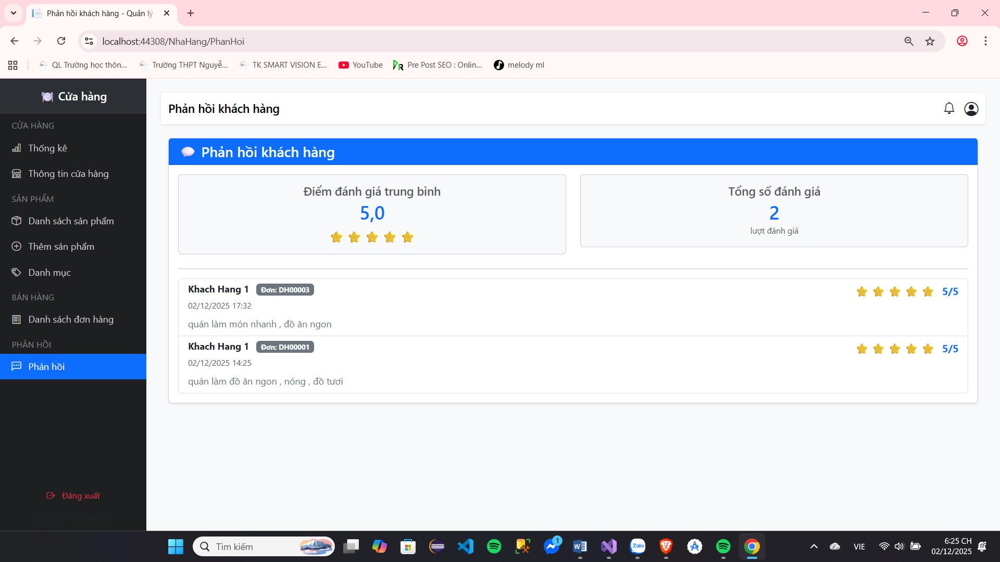 Phản hồi khách hàng - Quản lý
localhost:44308/NhaHang/PhanHoi
QL Trường học thôn...
Trường THPT Nguyễ...
TK SMART VISION E...
YouTube
Pre Post SEO : Onlin...
melody ml
Cửa hàng
CỬA HÀNG
Thống kê
Thông tin cửa hàng
SẢN PHẨM
Danh sách sản phẩm
Thêm sản phẩm
Danh mục
BÁN HÀNG
Danh sách đơn hàng
PHẢN HỒI
Phản hồi
Đăng xuất
Phản hồi khách hàng
Phản hồi khách hàng
Điểm đánh giá trung bình
5,0
Tổng số đánh giá
2
lượt đánh giá
Khach Hang 1 Đơn: DH00003
5/5
02/12/2025 17:32
quán làm món nhanh , đồ ăn ngon
Khach Hang 1 Đơn: DH00001
5/5
02/12/2025 14:25
quán làm đồ ăn ngon , nóng , đồ tươi
Tìm kiếm
1
Zalo
VIE
6:25 CH
02/12/2025